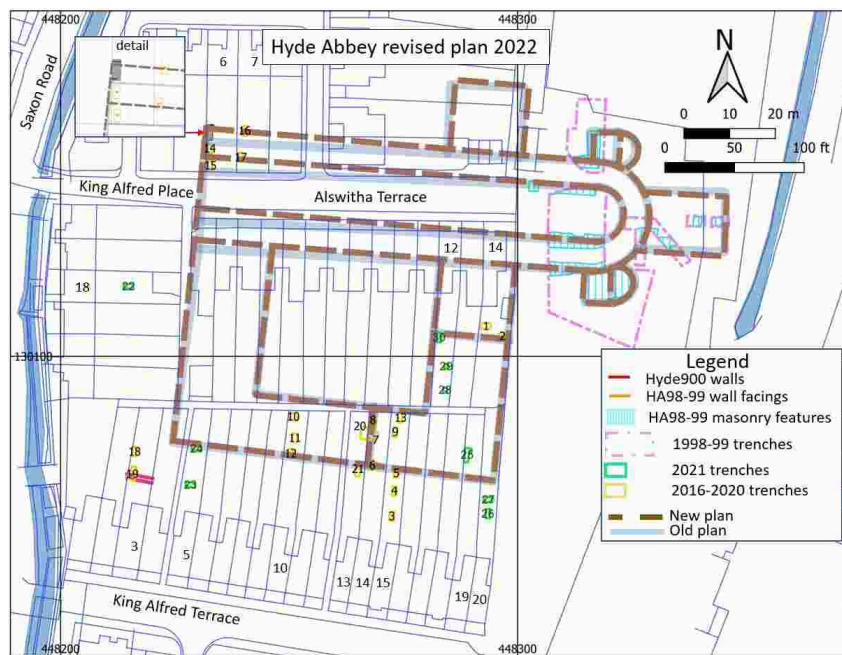 448200
448300
detail
Hyde Abbey revised plan 2022
N
Saxon Road
6
7
0 10 20 m
0 50 100 ft
16
14
17
15
King Alfred Place
Alswitha Terrace
12
14
18
22
1
30
2
130100
29
28
Legend
Hyde900 walls
HA98-99 wall facings
HA98-99 masonry features
1998-99 trenches
2021 trenches
2016-2020 trenches
New plan
Old plan
10
8
13
20
9
11
7
18
24
12
25
19
21
6
5
23
4
27
3
26
3
5
10
13
14
15
19
20
King Alfred Terrace
448200
448300